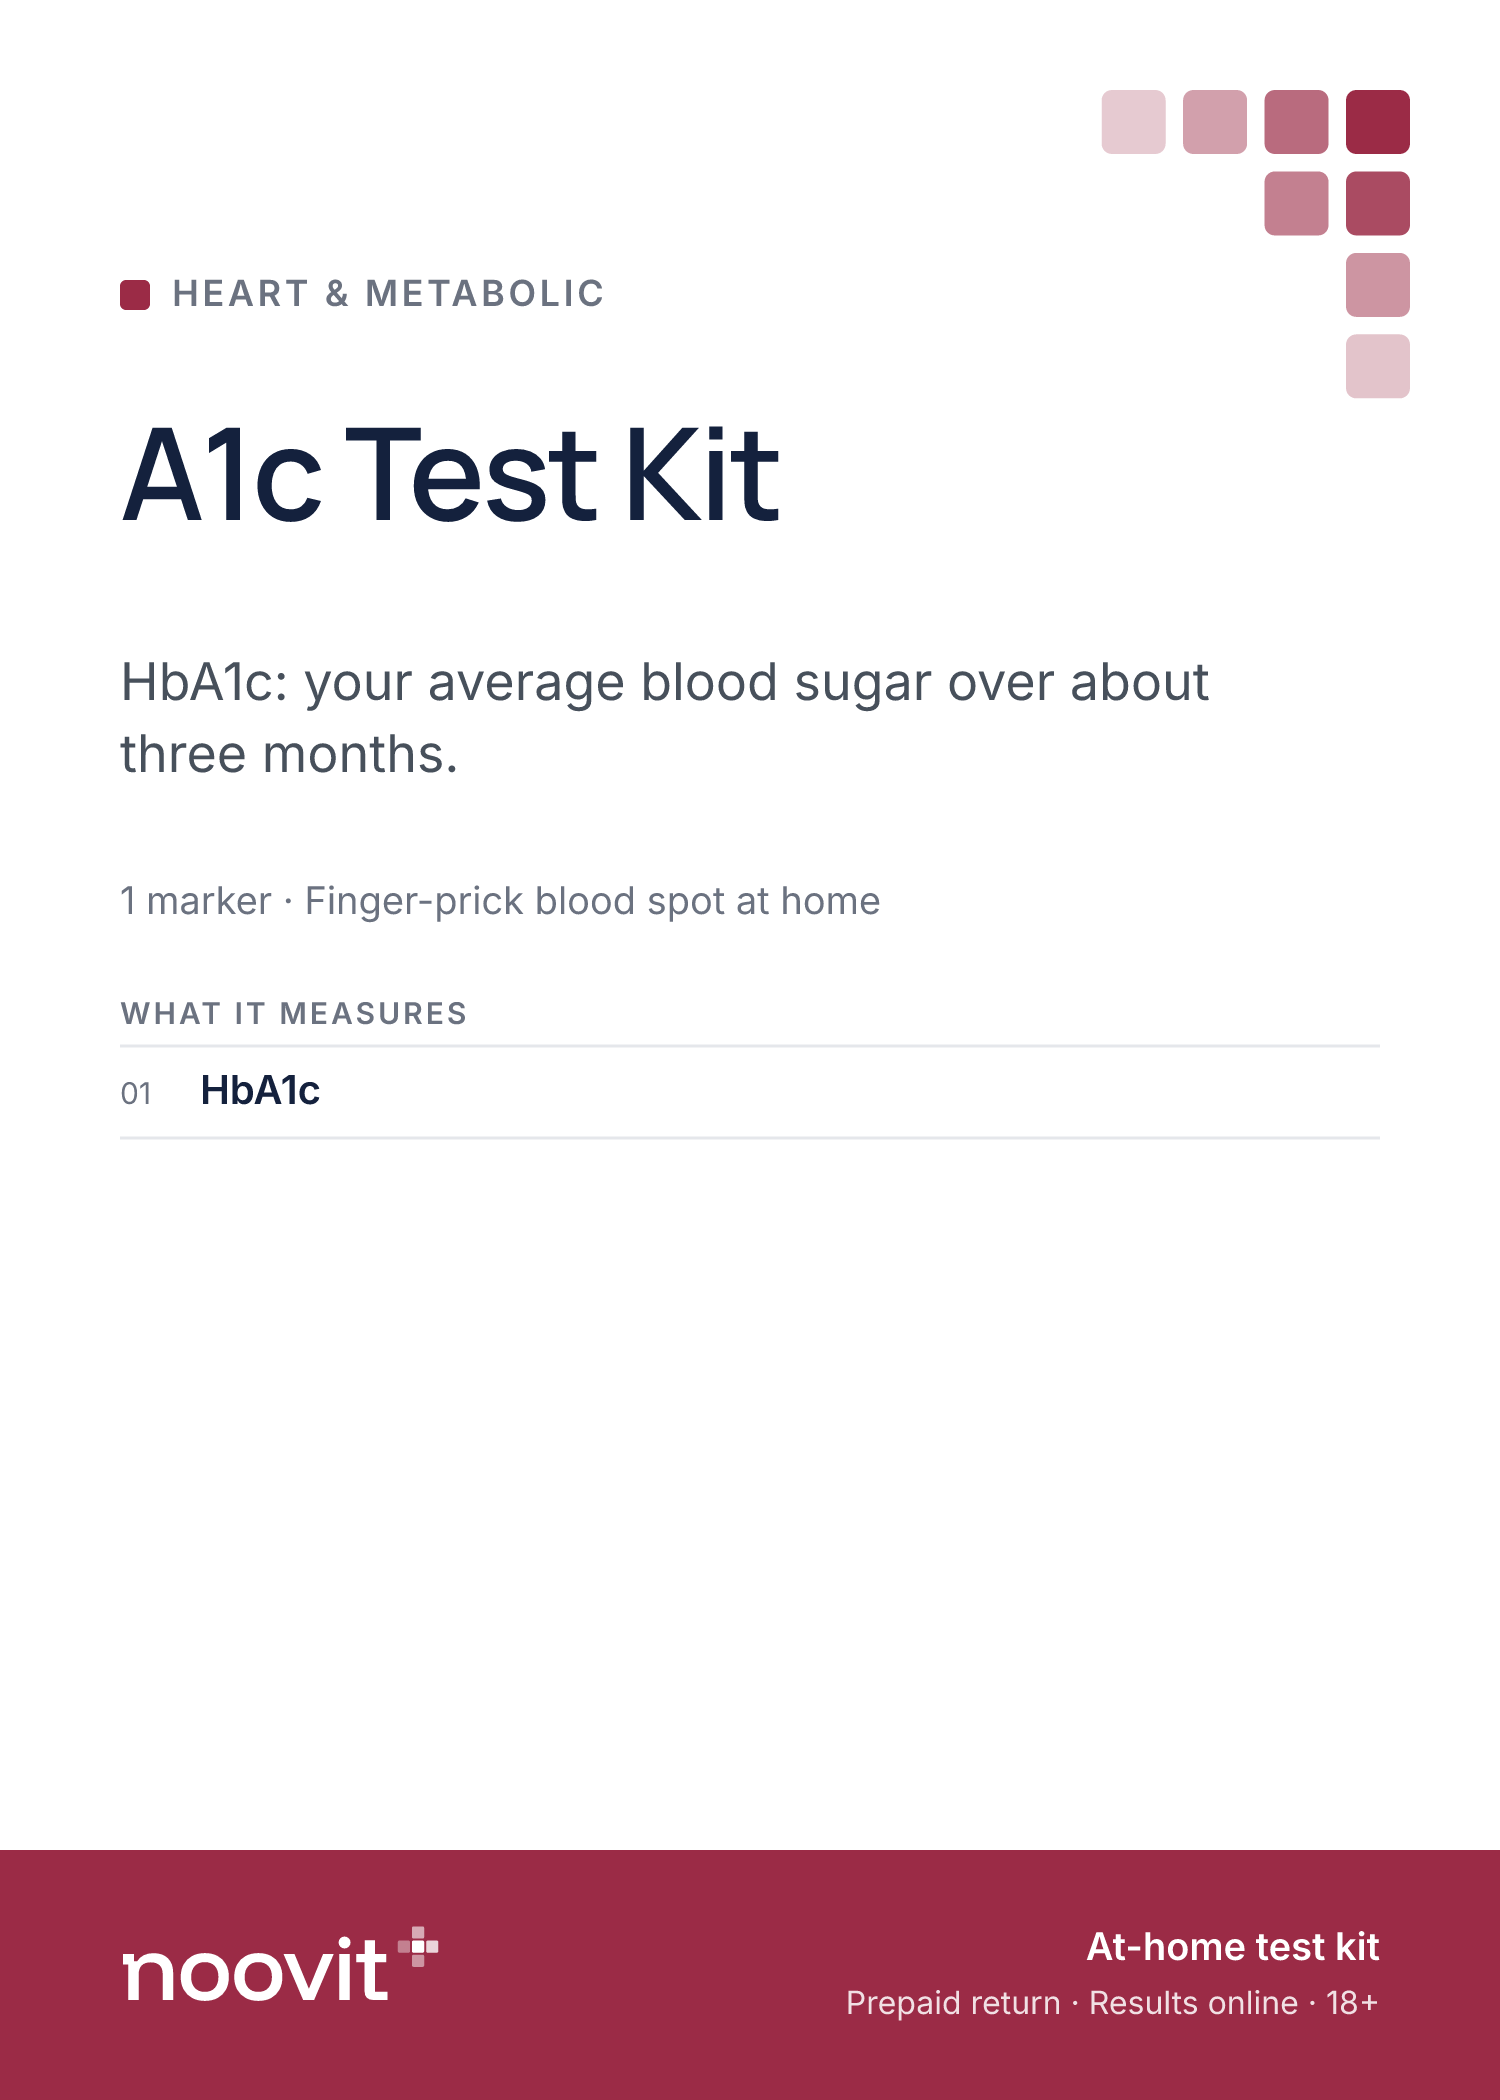 HEART & METABOLIC
A1c Test Kit
HbA1c: your average blood sugar over about
three months.
1 marker · Finger-prick blood spot at home
WHAT IT MEASURES
01 HbA1c
noovit
At-home test kit
Prepaid return · Results online · 18+